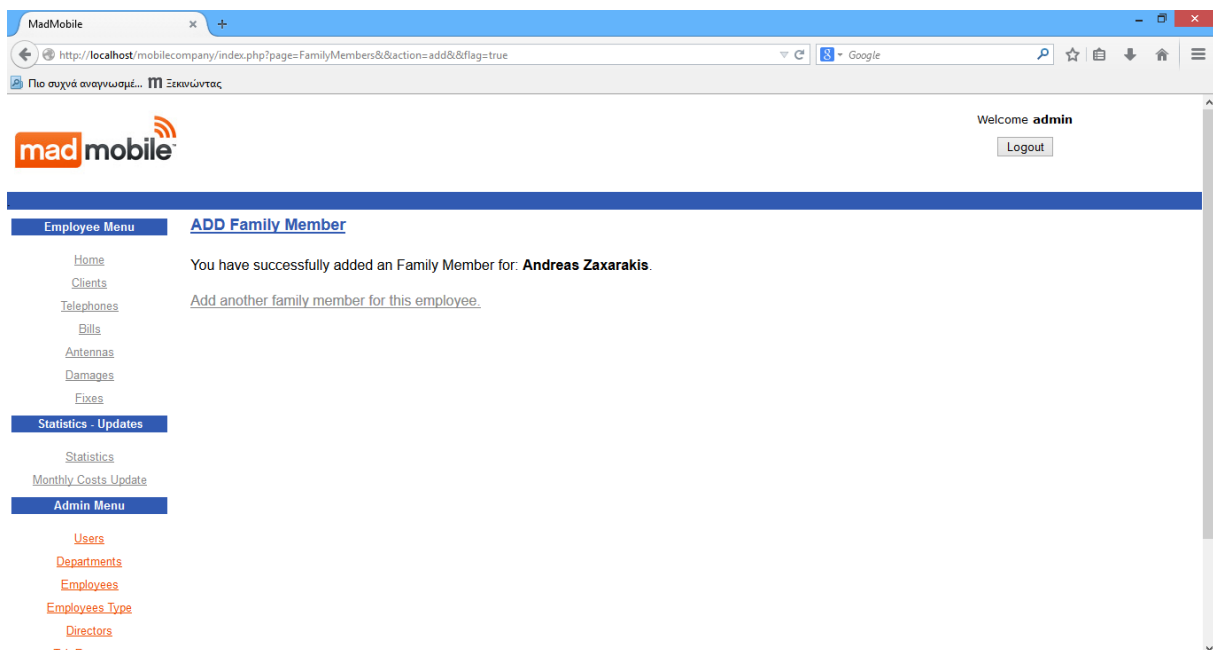 MadMobile
http://localhost/mobilecompany/index.php?page=FamilyMembers&&action=add&&flag=true
8 Google
Πιο συχνά αναγνωσμέ... m Ξεκινώντας
mad mobile
Welcome admin
Logout
Employee Menu
Home
Clients
Telephones
Bills
Antennas
Damages
Fixes
Statistics - Updates
Statistics
Monthly Costs Update
Admin Menu
Users
Departments
Employees
Employees Type
Directors
ADD Family Member
You have successfully added an Family Member for: Andreas Zaxarakis.
Add another family member for this employee.